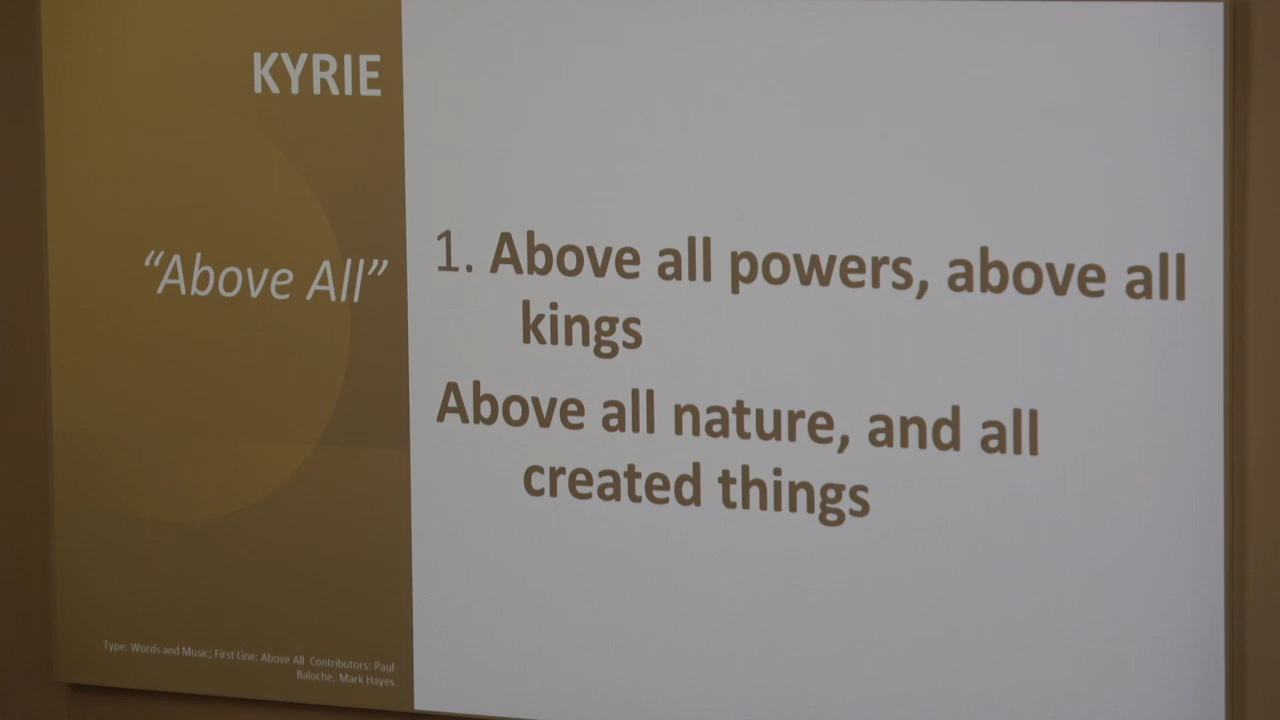 KYRIE
“Above All”
1. Above all powers, above all
kings
Above all nature, and all
created things
Type: Words and Music; First Line: Above All Contributors: Paul
Baloche, Mark Hayes